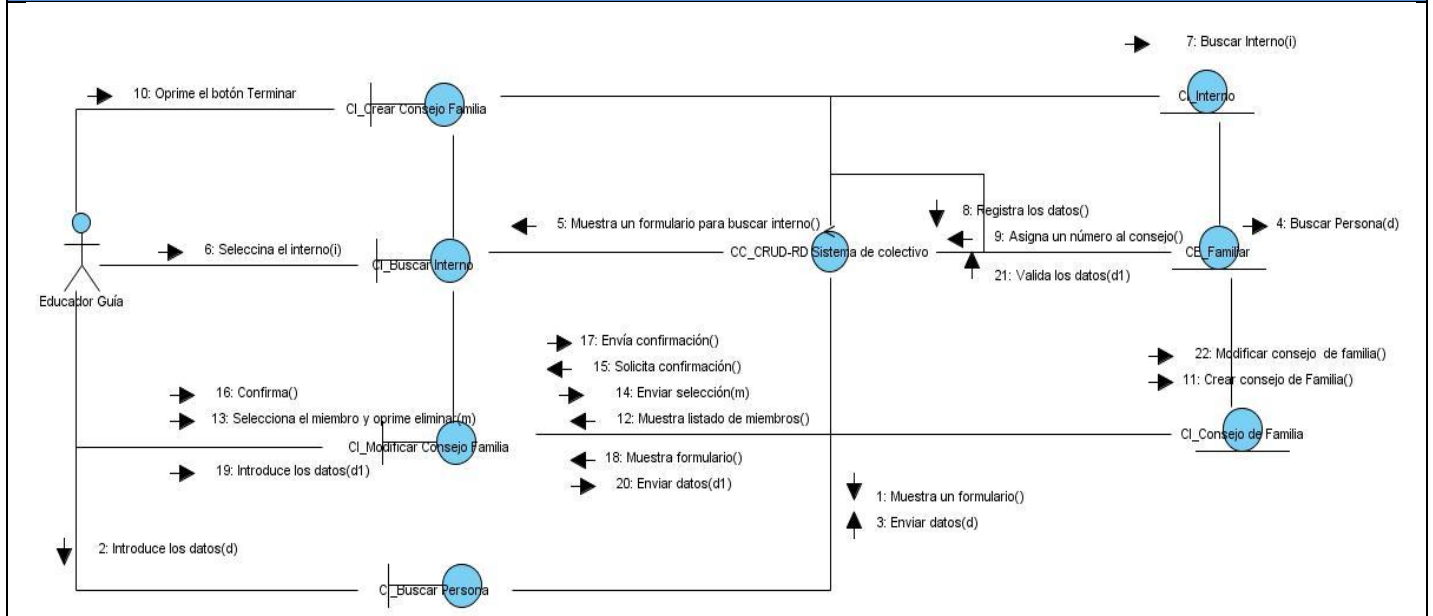 7: Buscar Interno(i)
10: Oprime el botón Terminar
CI_Crear Consejo Familia
CI_Interno
5: Muestra un formulario para buscar interno()
8: Registra los datos()
4: Buscar Persona(d)
6: Seleccina el interno(i)
9: Asigna un número al consejo()
CI_Buscar Interno
CC_CRUD-RD Sistema de colectivo
CE_Familiar
21: Valida los datos(d1)
Educador Guía
17: Envía confirmación()
15: Solicita confirmación()
22: Modificar consejo de familia()
16: Confirma()
14: Enviar selección(m)
11: Crear consejo de Familia()
13: Selecciona el miembro y oprime eliminar(m)
12: Muestra listado de miembros()
CI_Modificar Consejo Familia
CI_Consejo de Familia
18: Muestra formulario()
19: Introduce los datos(d1)
20: Enviar datos(d1)
1: Muestra un formulario()
3: Enviar datos(d)
2: Introduce los datos(d)
CI_Buscar Persona